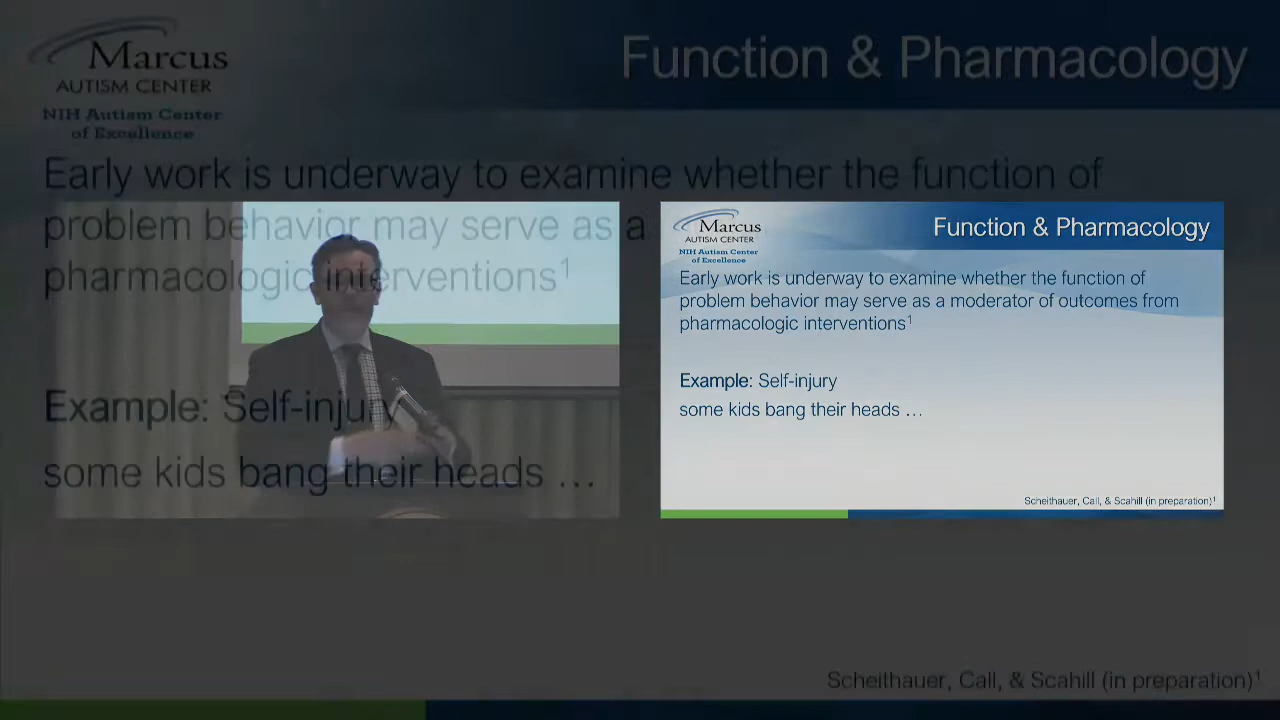 Marcus
AUTISM CENTER
NIH Autism Center
of Excellence
Function & Pharmacology
Early work is underway to examine whether the function of
problem behavior may serve as a
pharmacologic interventions¹
Example: Self-injury
some kids bang their heads …
Scheithauer, Call, & Scahill (in preparation)¹
Marcus
AUTISM CENTER
NIH Autism Center
of Excellence
Function & Pharmacology
Early work is underway to examine whether the function of
problem behavior may serve as a moderator of outcomes from
pharmacologic interventions¹
Example: Self-injury
some kids bang their heads …
Scheithauer, Call, & Scahill (in preparation)¹